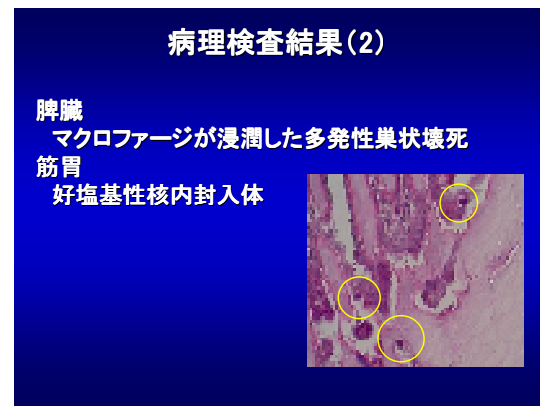 病理検査結果(2)
脾臓
マクロファージが浸潤した多発性巣状壊死
筋胃
好塩基性核内封入体